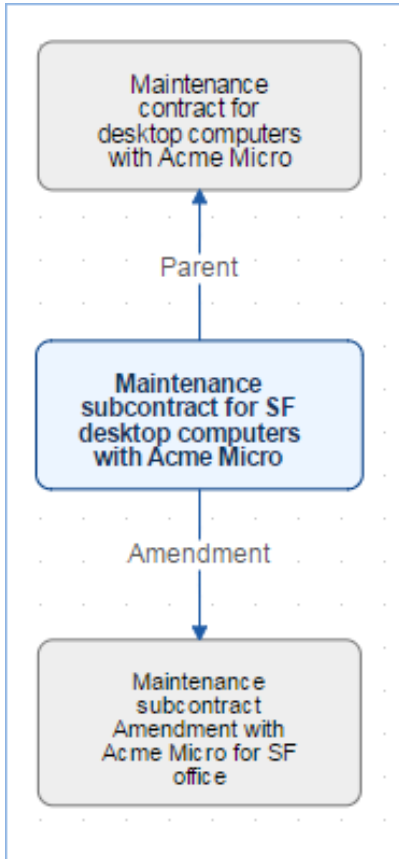 Maintenance
contract for
desktop computers
with Acme Micro
Parent
Maintenance
subcontract for SF
desktop computers
with Acme Micro
Amendment
Maintenance
subcontract
Amendment with
Acme Micro for SF
office